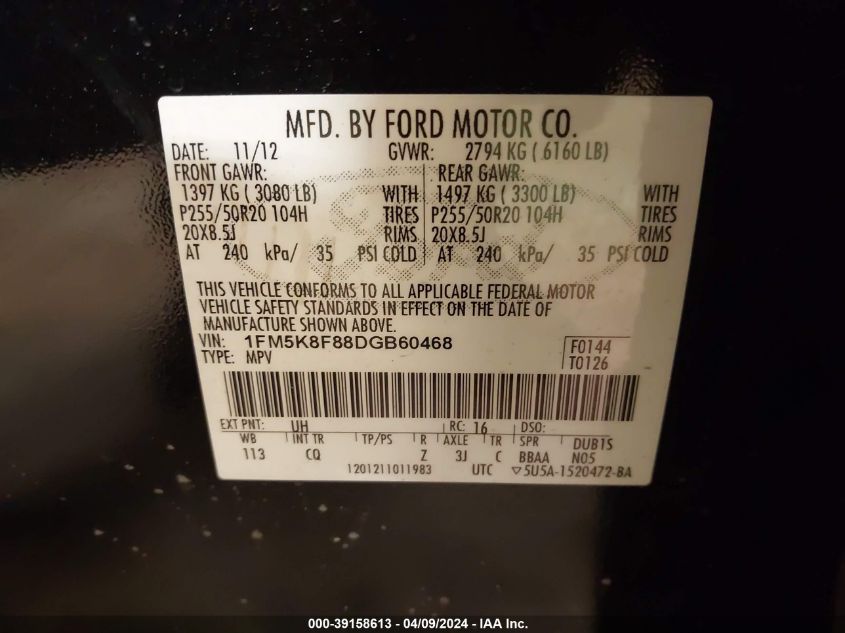 MFD. BY FORD MOTOR CO.
DATE: 11/12 GVWR: 2794 KG ( 6160 LB)
FRONT GAWR: REAR GAWR:
1397 KG ( 3080 LB) WITH 1497 KG ( 3300 LB) WITH
P255/50R20 104H TIRES P255/50R20 104H TIRES
20X8.5J RIMS 20X8.5J RIMS
AT 240 kPa/ 35 PSI COLD AT 240 kPa/ 35 PSI COLD
THIS VEHICLE CONFORMS TO ALL APPLICABLE FEDERAL MOTOR
VEHICLE SAFETY STANDARDS IN EFFECT ON THE DATE OF
MANUFACTURE SHOWN ABOVE.
VIN: 1FM5K8F88DGB60468 F0144
TYPE: MPV T0126
EXT PNT: UH RC: 16 DSO:
WB INT TR TP/PS R AXLE TR SPR DUB1S
113 CQ Z 3J C BBAA N05
1201211011983 UTC ▽5U5A-1520472-BA
000-39158613 - 04/09/2024 - IAA Inc.